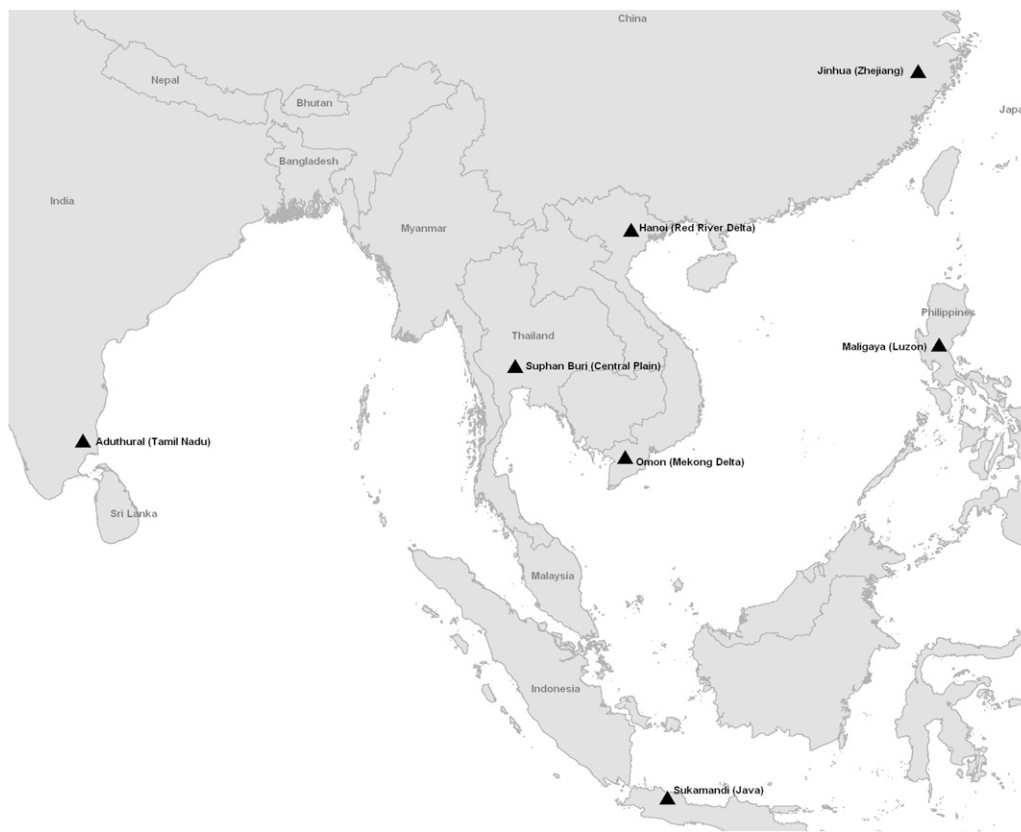 China
Jinhua (Zhejiang)
Nepal
Bhutan
Japa
Bangladesh
India
Myanmar
Hanoi (Red River Delta)
Philippines
Thailand
Maligaya (Luzon)
Suphan Buri (Central Plain)
Aduthural (Tamil Nadu)
Omon (Mekong Delta)
Sri Lanka
Malaysia
Indonesia
Sukamandi (Java)